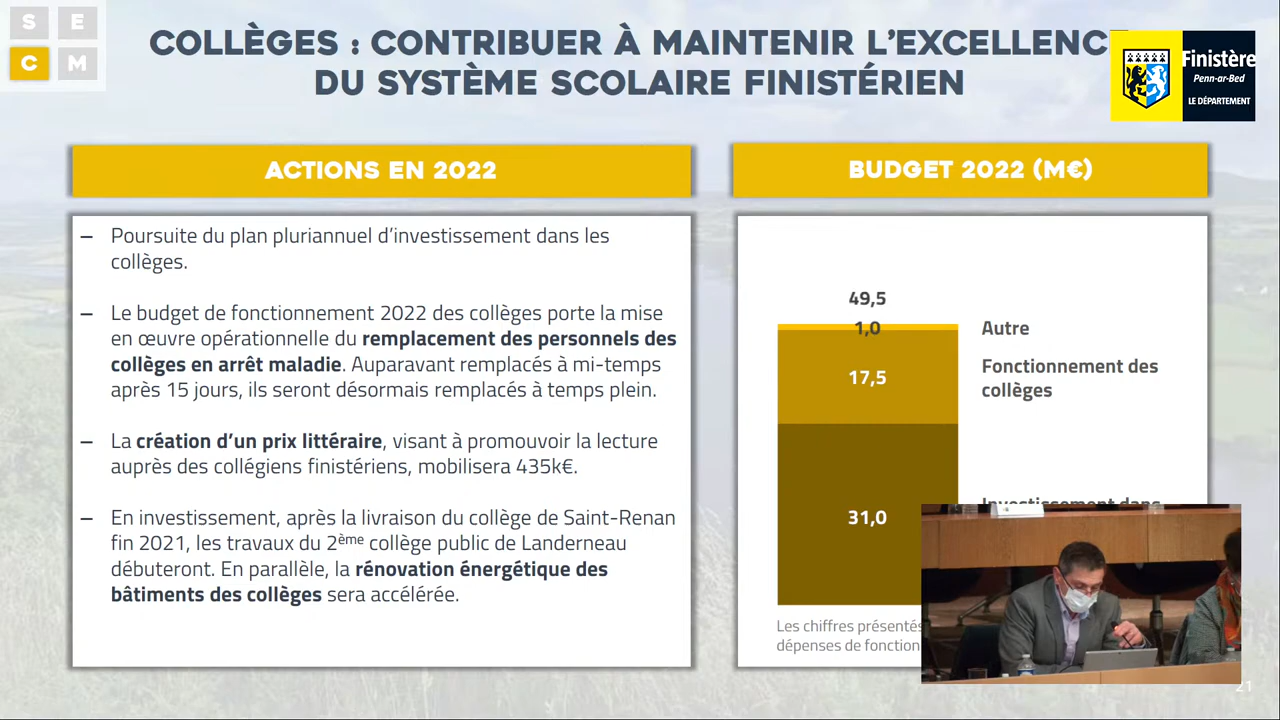 S E
C M
COLLÈGES : CONTRIBUER À MAINTENIR L'EXCELLENC
DU SYSTÈME SCOLAIRE FINISTÉRIEN
Finistère
Penn-ar-Bed
LE DÉPARTEMENT
ACTIONS EN 2022
– Poursuite du plan pluriannuel d'investissement dans les
collèges.
– Le budget de fonctionnement 2022 des collèges porte la mise
en œuvre opérationnelle du remplacement des personnels des
collèges en arrêt maladie. Auparavant remplacés à mi-temps
après 15 jours, ils seront désormais remplacés à temps plein.
– La création d'un prix littéraire, visant à promouvoir la lecture
auprès des collégiens finistériens, mobilisera 435k€.
– En investissement, après la livraison du collège de Saint-Renan
fin 2021, les travaux du 2ème collège public de Landerneau
débuteront. En parallèle, la rénovation énergétique des
bâtiments des collèges sera accélérée.
BUDGET 2022 (M€)
49,5
1,0 Autre
17,5 Fonctionnement des
collèges
Investissement dans
31,0
Les chiffres présentés
dépenses de fonction
21